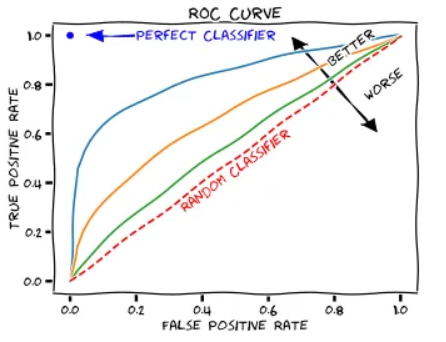 ROC CURVE
PERFECT CLASSIFIER
BETTER
WORSE
RANDOM CLASSIFIER
TRUE POSITIVE RATE
1.0
0.8
0.6
0.4
0.2
0.0
0.0 0.2 0.4 0.6 0.8 1.0
FALSE POSITIVE RATE